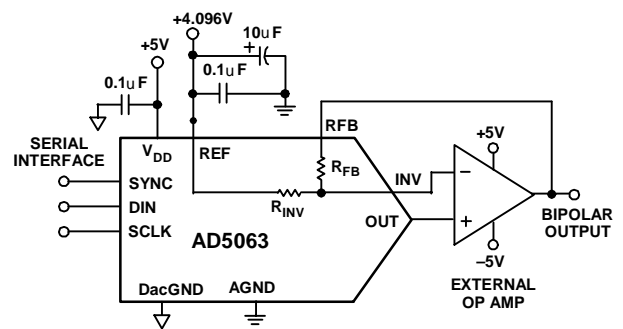 +4.096V
+5V
10uF
+
0.1uF
0.1uF
RFB
SERIAL
INTERFACE
VDD
REF
RFB
+5V
SYNC
INV
−
DIN
RINV
OUT
+
BIPOLAR
OUTPUT
SCLK
AD5063
−5V
EXTERNAL
OP AMP
DacGND
AGND